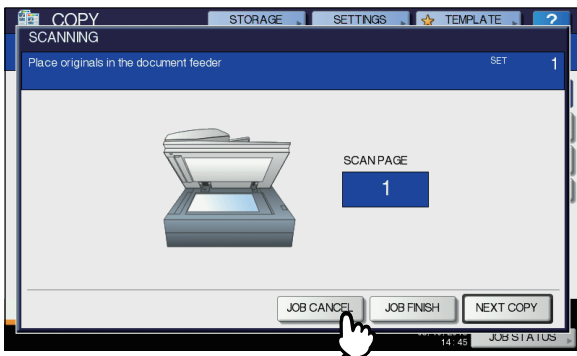 COPY STORAGE SETTINGS TEMPLATE ?
SCANNING
Place originals in the document feeder SET 1
SCAN PAGE
1
JOB CANCEL JOB FINISH NEXT COPY
14:45 JOB STATUS